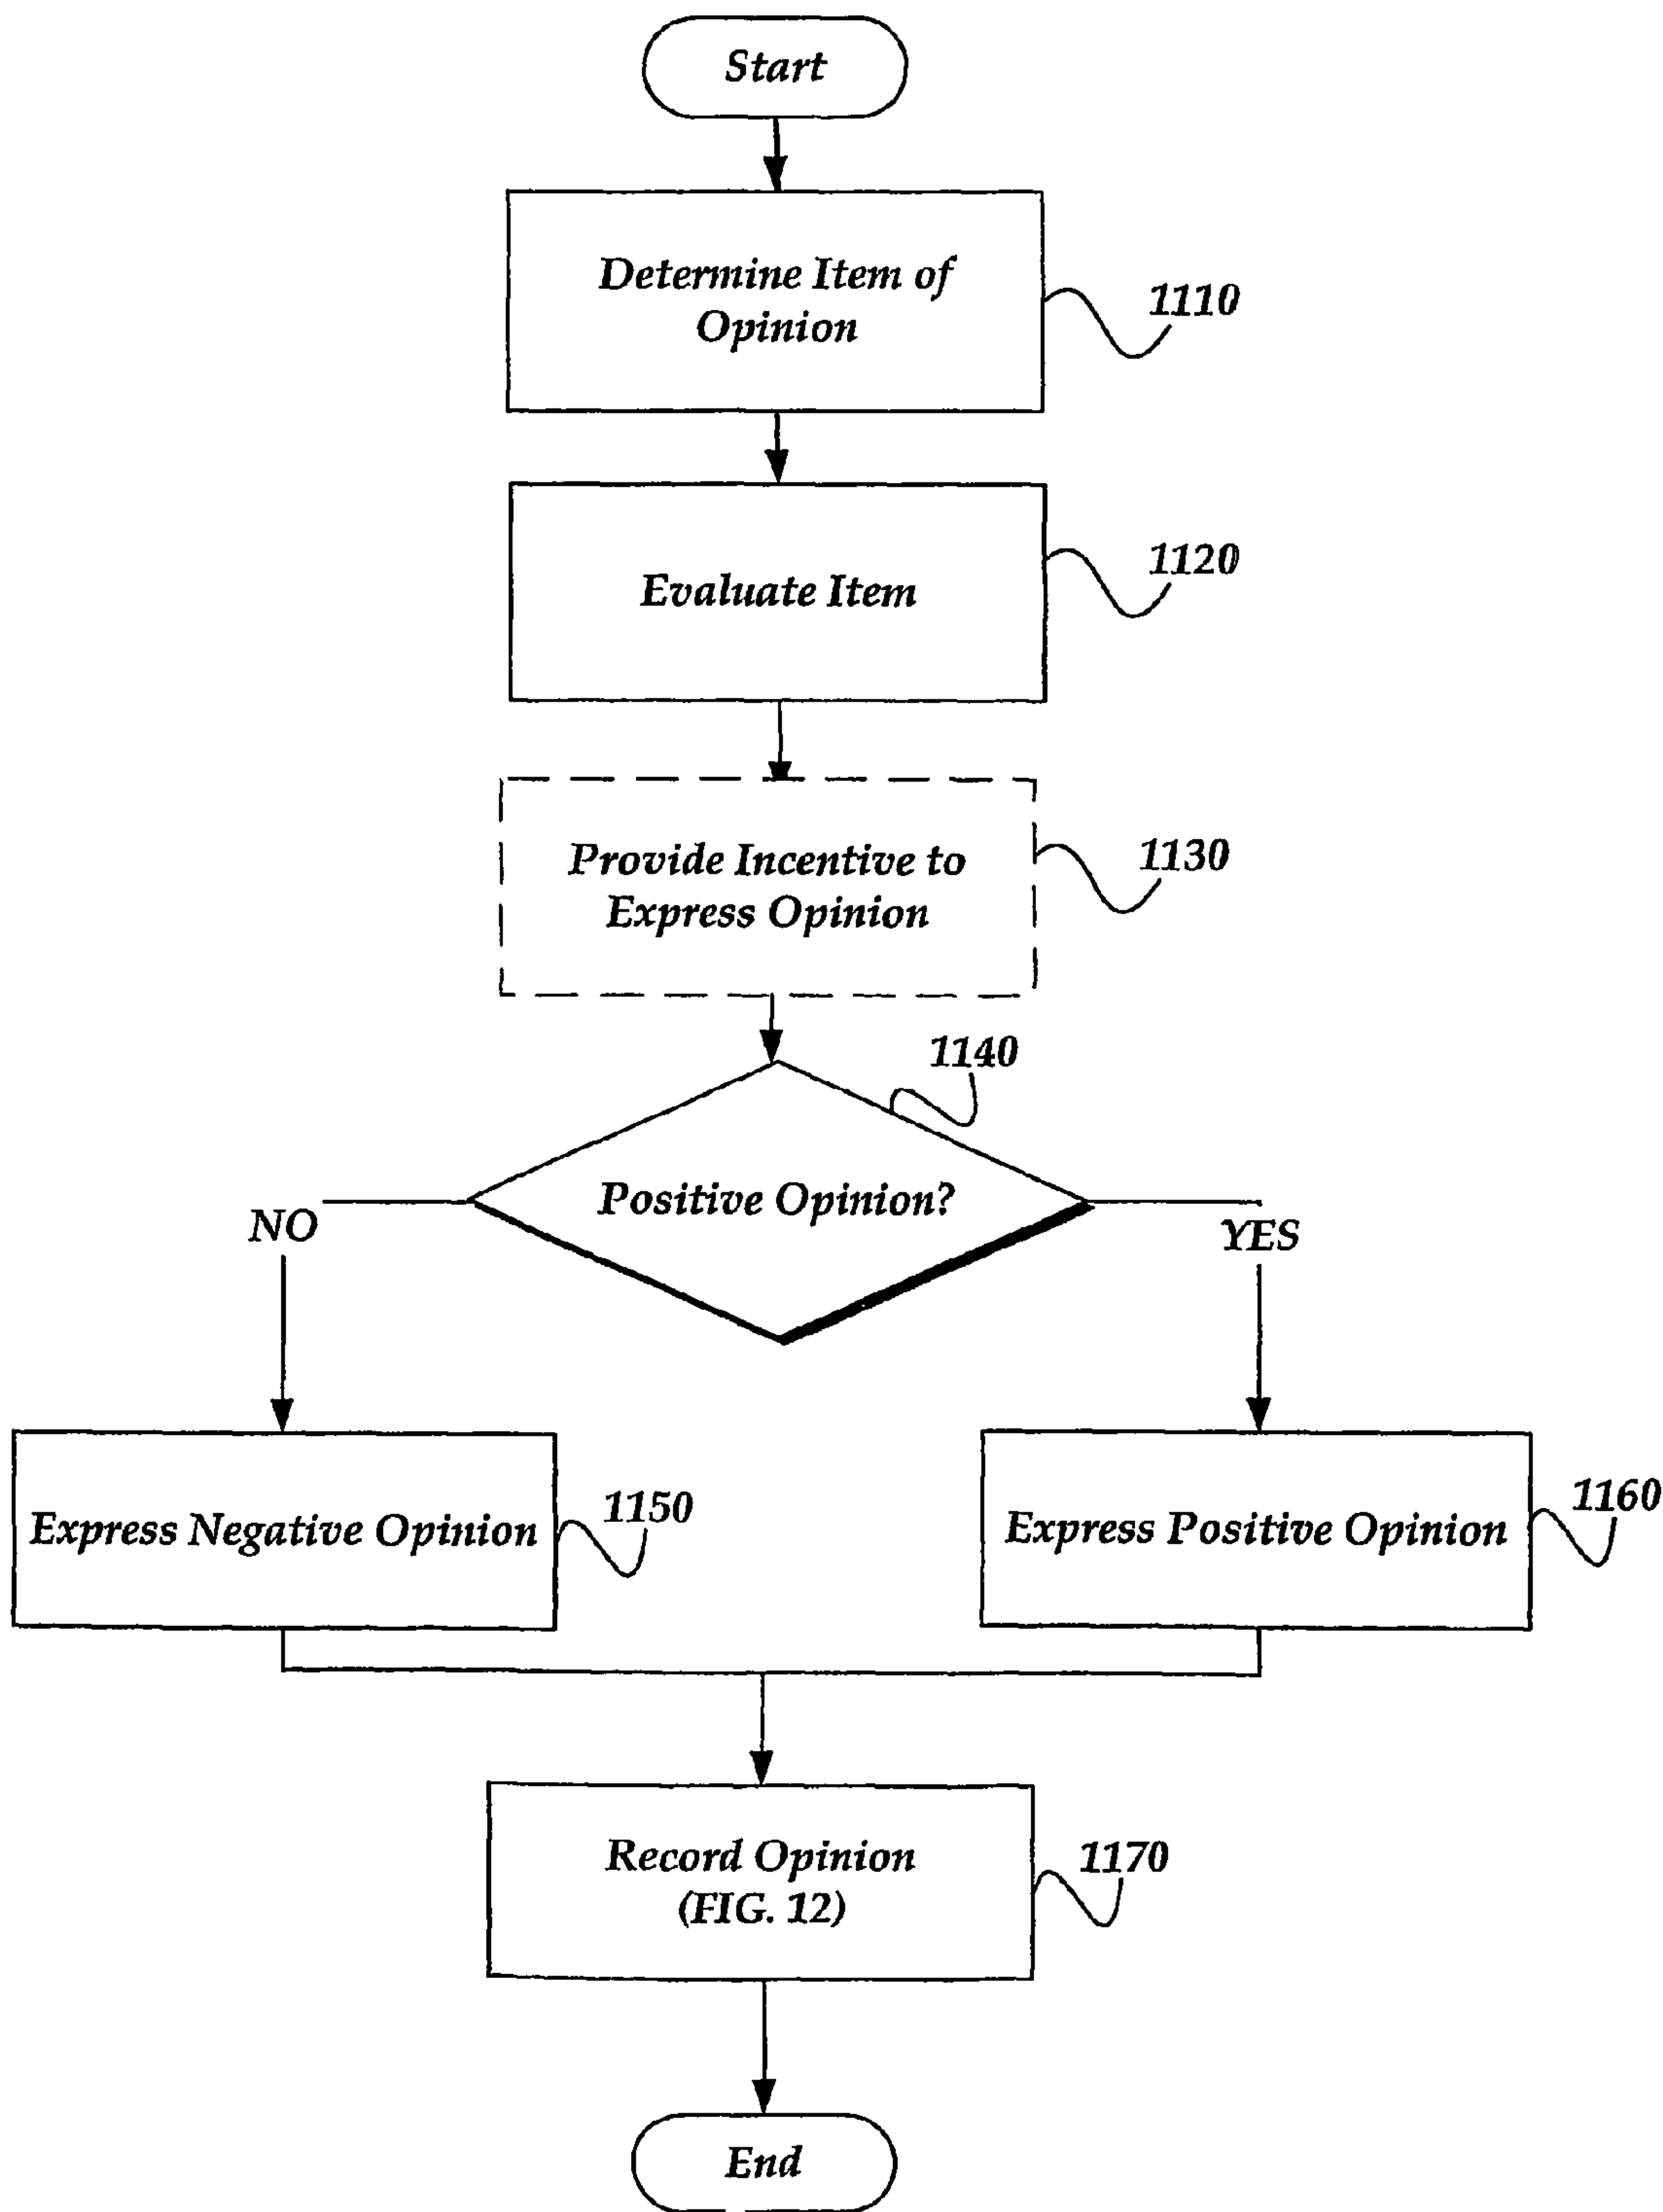 Start
Determine Item of
Opinion
1110
Evaluate Item
1120
Provide Incentive to
Express Opinion
1130
1140
Positive Opinion?
NO
YES
Express Negative Opinion
1150
Express Positive Opinion
1160
Record Opinion
(FIG. 12)
1170
End